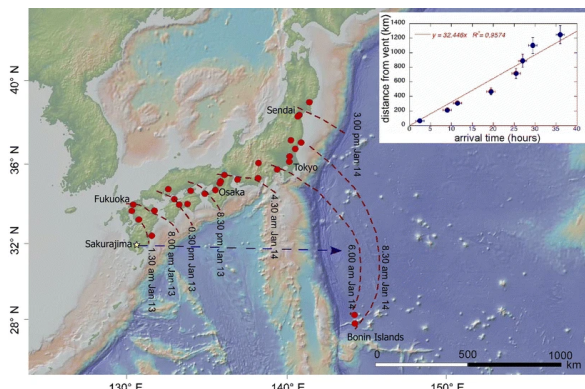 1400
1200
1000
800
600
400
200
0
distance from vent (km)
y = 32.446x R²= 0.9574
0 5 10 15 20 25 30 35 40
arrival time (hours)
40° N
36° N
32° N
28° N
Sendai
3.00 pm Jan 14
Tokyo
Osaka
Fukuoka
Sakurajima
1.30 am Jan 13
8.00 am Jan 13
0.30 pm Jan 13
8.30 pm Jan 13
4.30 am Jan 14
6.00 am Jan 14
8.30 am Jan 14
Bonin Islands
0 500 1000
km
130° E 140° E 150° E